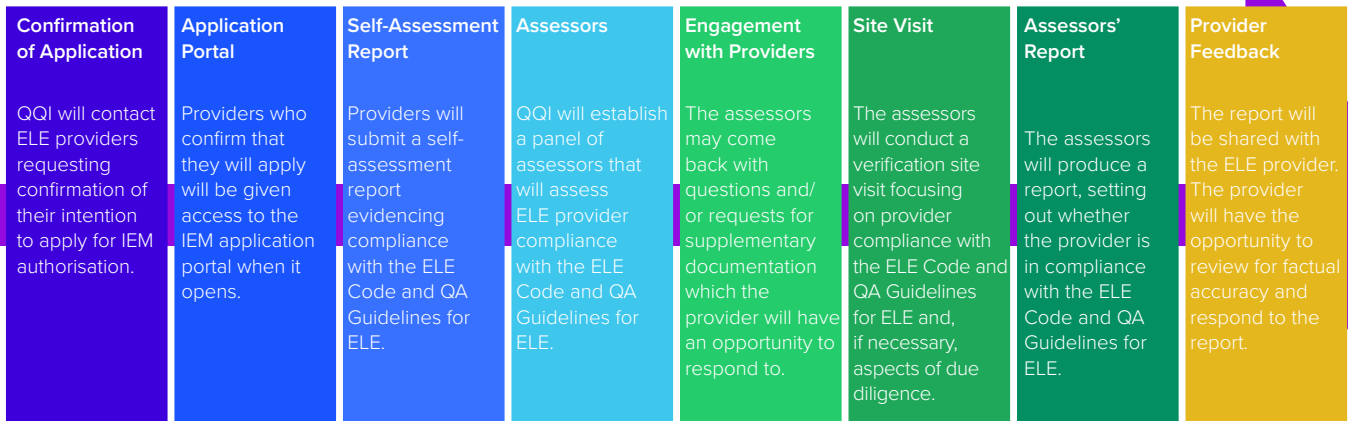 Confirmation
of Application
QQI will contact
ELE providers
requesting
confirmation of
their intention
to apply for IEM
authorisation.
Application
Portal
Providers who
confirm that
they will apply
will be given
access to the
IEM application
portal when it
opens.
Self-Assessment
Report
Providers will
submit a self-
assessment
report
evidencing
compliance
with the ELE
Code and QA
Guidelines for
ELE.
Assessors
QQI will establish
a panel of
assessors that
will assess
ELE provider
compliance
with the ELE
Code and QA
Guidelines for
ELE.
Engagement
with Providers
The assessors
may come
back with
questions and/
or requests for
supplementary
documentation
which the
provider will have
an opportunity to
respond to.
Site Visit
The assessors
will conduct a
verification site
visit focusing
on provider
compliance with
the ELE Code and
QA Guidelines
for ELE and,
if necessary,
aspects of due
diligence.
Assessors’
Report
The assessors
will produce a
report, setting
out whether
the provider is
in compliance
with the ELE
Code and QA
Guidelines for
ELE.
Provider
Feedback
The report will
be shared with
the ELE provider.
The provider
will have the
opportunity to
review for factual
accuracy and
respond to the
report.